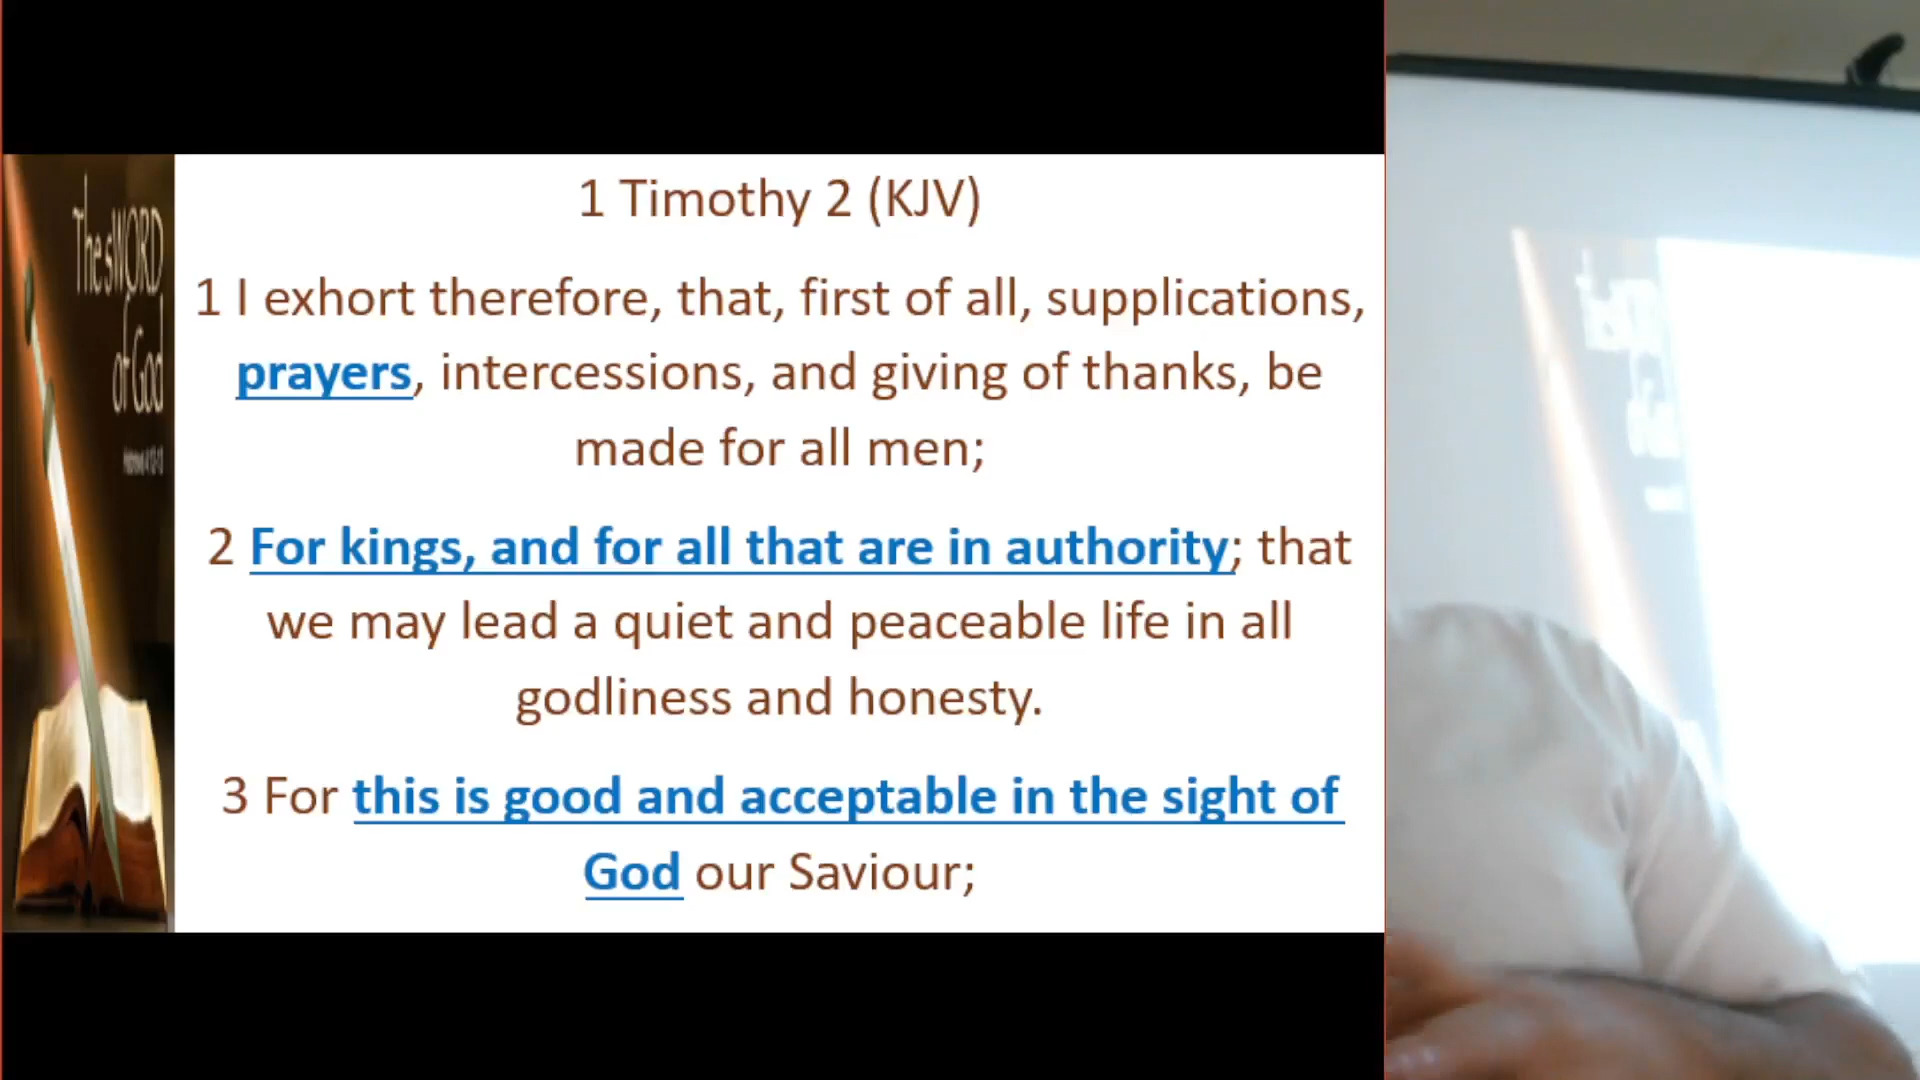 The sWORD
of God
1 Timothy 2 (KJV)
1 I exhort therefore, that, first of all, supplications,
prayers, intercessions, and giving of thanks, be
made for all men;
2 For kings, and for all that are in authority; that
we may lead a quiet and peaceable life in all
godliness and honesty.
3 For this is good and acceptable in the sight of
God our Saviour;